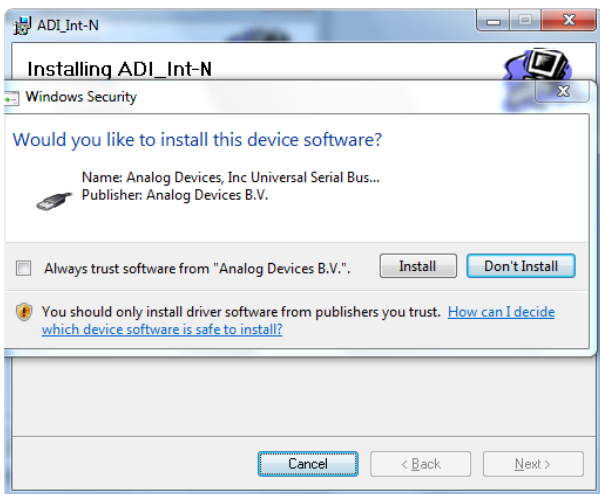 ADI_Int-N
Installing ADI_Int-N
Windows Security
Would you like to install this device software?
Name: Analog Devices, Inc Universal Serial Bus...
Publisher: Analog Devices B.V.
Always trust software from "Analog Devices B.V.".
Install
Don't Install
You should only install driver software from publishers you trust. How can I decide
which device software is safe to install?
Cancel
< Back
Next >